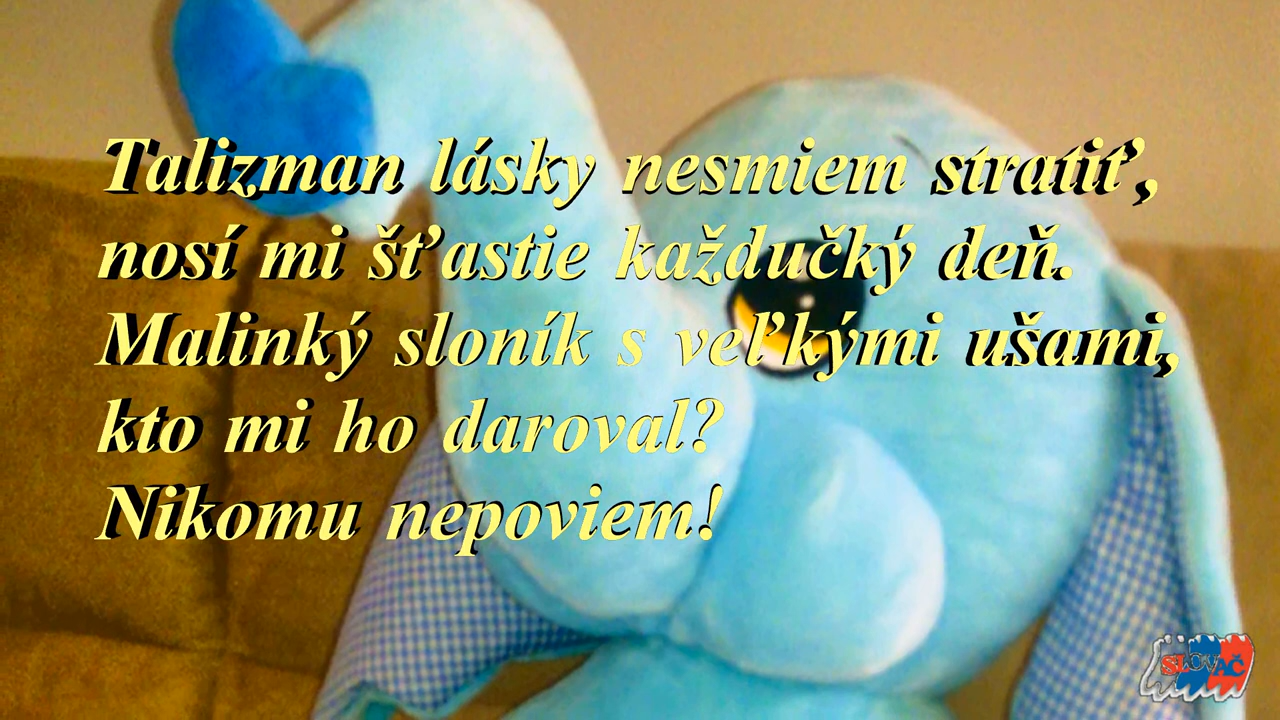 Talizman lásky nesmiem stratiť,
nosí mi šťastie každučký deň.
Malinký sloník s veľkými ušami,
kto mi ho daroval?
Nikomu nepoviem!
SLOVAČ